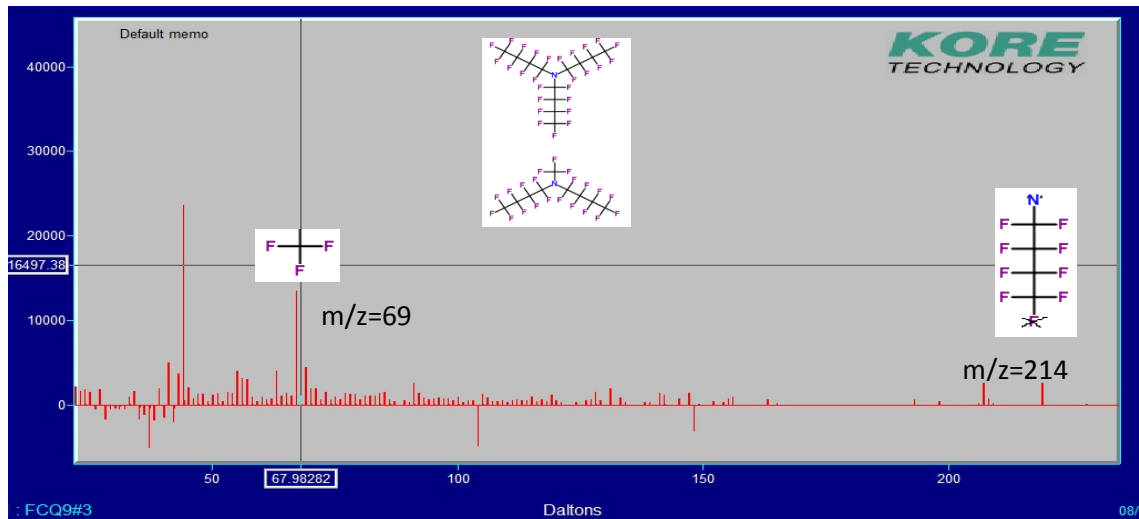 Default memo
KORE
TECHNOLOGY
40000
30000
20000
16497.38
10000
0
F F
F
m/z=69
N
F F
F F
F F
F F
F
F
F F
N
N
F F
F F
F F
F F
F
m/z=214
50
67.98282
100
150
200
: FCQ9#3
Daltons
08/